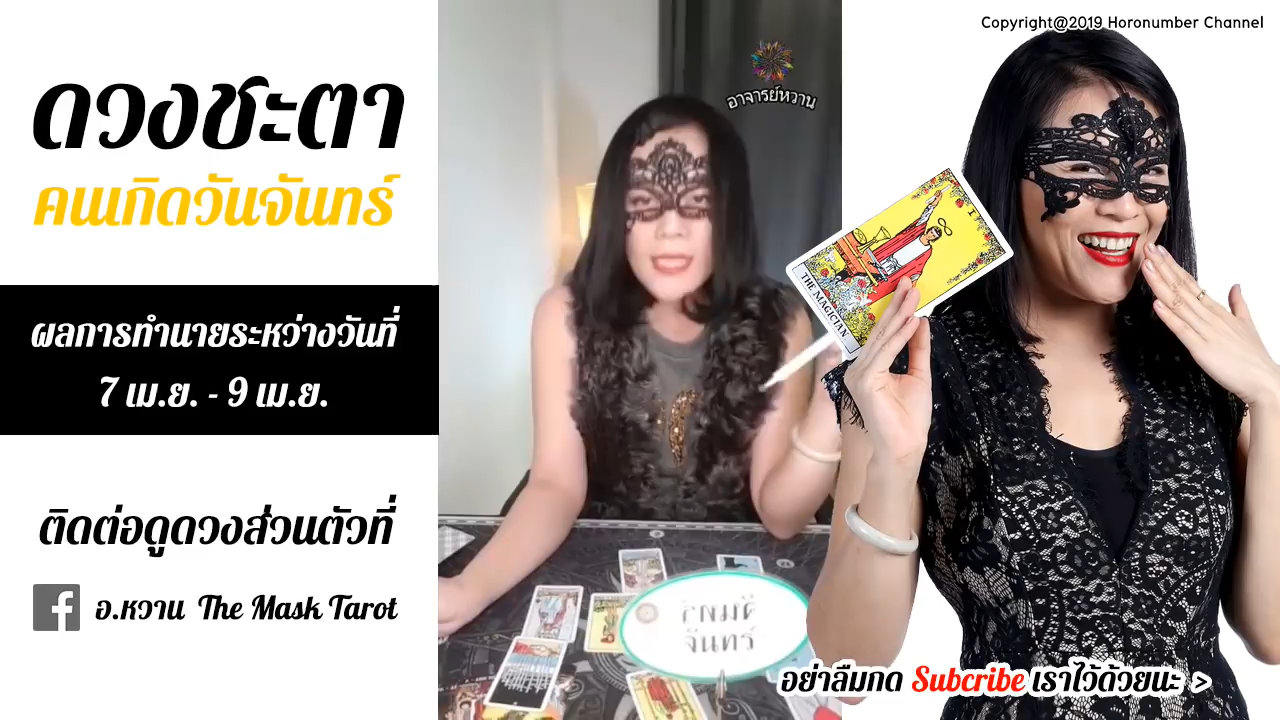 Copyright@2019 Horonumber Channel
ดวงชะตา
คนเกิดวันจันทร์
ผลการทำนายระหว่างวันที่
7 เม.ย. - 9 เม.ย.
ติดต่อดูดวงส่วนตัวที่
อ.หวาน The Mask Tarot
อาจารย์หวาน
I
THE MAGICIAN.
จันทร์
อย่าลืมกด Subcribe เราไว้ด้วยนะ >